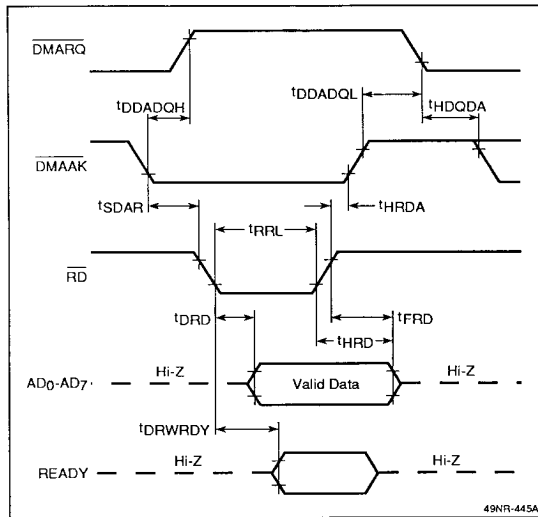 DMARQ
tDDADQL
tDDADQH
tHDQDA
DMAAK
tSDAR
tRRL
tHRDA
RD
tDRD
tFRD
tHRD
AD0-AD7
Hi-Z
Valid Data
Hi-Z
tDRWRDY
READY
Hi-Z
Hi-Z
49NR-445A